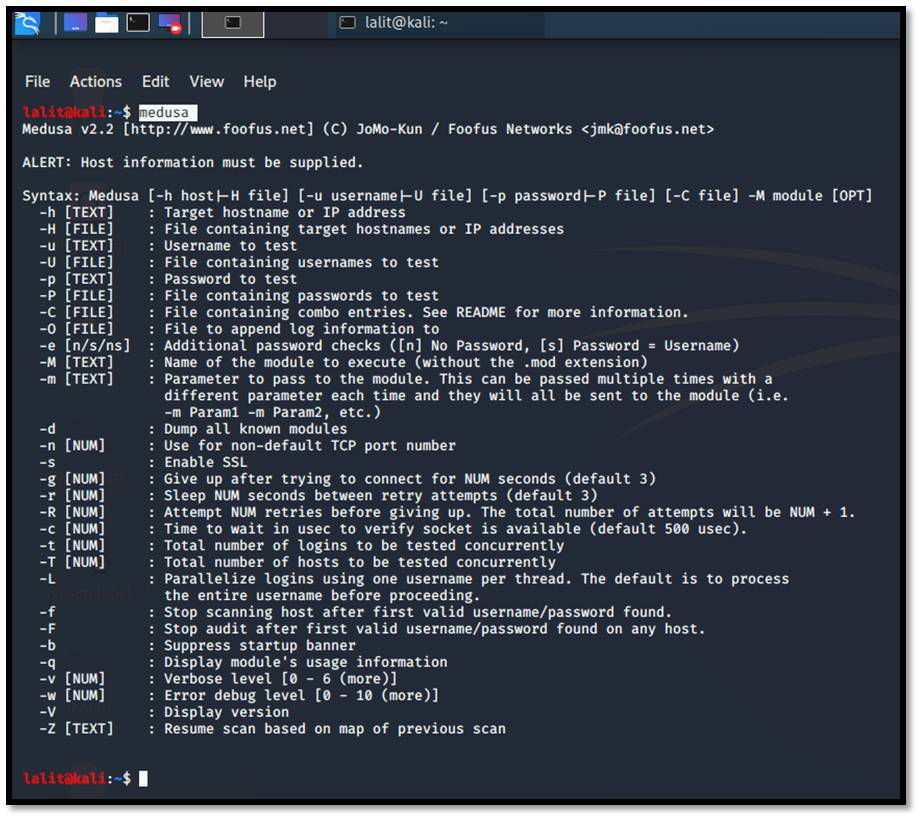 lalit@kali: ~
File Actions Edit View Help
lalit@kali:~$ medusa
Medusa v2.2 [http://www.foofus.net] (C) JoMo-Kun / Foofus Networks <jmk@foofus.net>
ALERT: Host information must be supplied.
Syntax: Medusa [-h host|-H file] [-u username|-U file] [-p password|-P file] [-C file] -M module [OPT]
-h [TEXT] : Target hostname or IP address
-H [FILE] : File containing target hostnames or IP addresses
-u [TEXT] : Username to test
-U [FILE] : File containing usernames to test
-p [TEXT] : Password to test
-P [FILE] : File containing passwords to test
-C [FILE] : File containing combo entries. See README for more information.
-O [FILE] : File to append log information to
-e [n/s/ns] : Additional password checks ([n] No Password, [s] Password = Username)
-M [TEXT] : Name of the module to execute (without the .mod extension)
-m [TEXT] : Parameter to pass to the module. This can be passed multiple times with a
different parameter each time and they will all be sent to the module (i.e.
-m Param1 -m Param2, etc.)
-d : Dump all known modules
-n [NUM] : Use for non-default TCP port number
-s : Enable SSL
-g [NUM] : Give up after trying to connect for NUM seconds (default 3)
-r [NUM] : Sleep NUM seconds between retry attempts (default 3)
-R [NUM] : Attempt NUM retries before giving up. The total number of attempts will be NUM + 1.
-c [NUM] : Time to wait in usec to verify socket is available (default 500 usec).
-t [NUM] : Total number of logins to be tested concurrently
-T [NUM] : Total number of hosts to be tested concurrently
-L : Parallelize logins using one username per thread. The default is to process
the entire username before proceeding.
-f : Stop scanning host after first valid username/password found.
-F : Stop audit after first valid username/password found on any host.
-b : Suppress startup banner
-q : Display module's usage information
-v [NUM] : Verbose level [0 - 6 (more)]
-w [NUM] : Error debug level [0 - 10 (more)]
-V : Display version
-Z [TEXT] : Resume scan based on map of previous scan
lalit@kali:~$